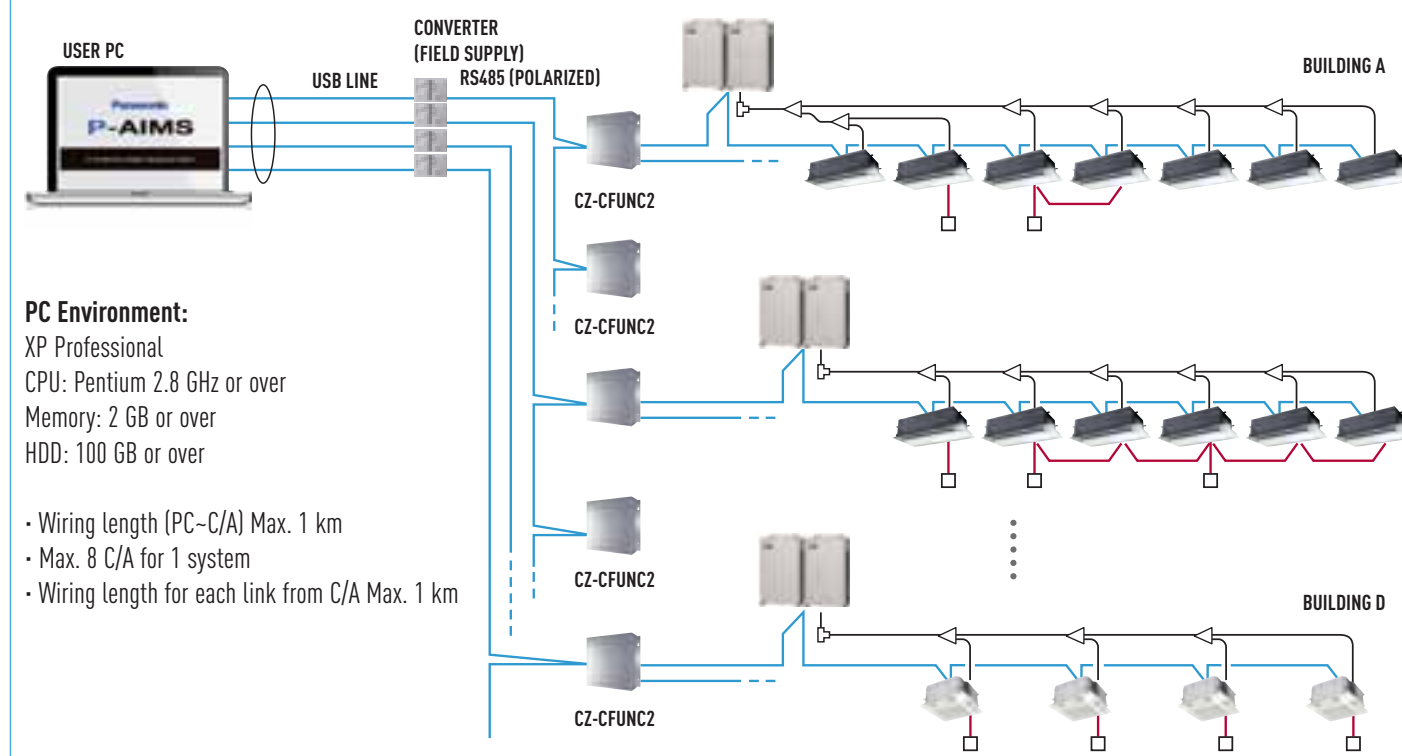 USER PC
CONVERTER
(FIELD SUPPLY)
USB LINE
RS485 (POLARIZED)
BUILDING A
Panasonic
P-AIMS
CZ-CFUNC2
CZ-CFUNC2
PC Environment:
XP Professional
CPU: Pentium 2.8 GHz or over
Memory: 2 GB or over
HDD: 100 GB or over
· Wiring length (PC~C/A) Max. 1 km
· Max. 8 C/A for 1 system
· Wiring length for each link from C/A Max. 1 km
CZ-CFUNC2
BUILDING D
CZ-CFUNC2